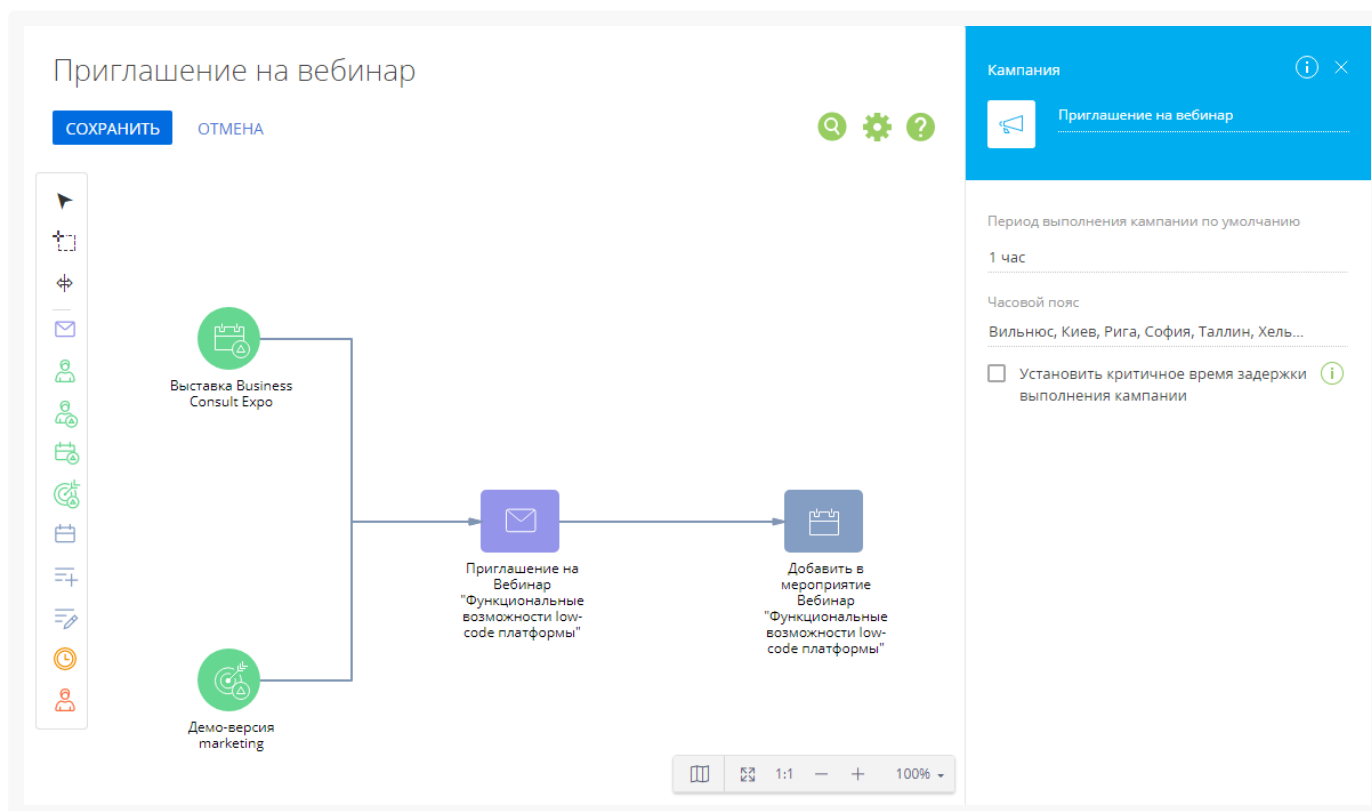 Приглашение на вебинар
СОХРАНИТЬ
ОТМЕНА
Кампания
Приглашение на вебинар
Период выполнения кампании по умолчанию
1 час
Часовой пояс
Вильнюс, Киев, Рига, София, Таллин, Хель...
Установить критичное время задержки
выполнения кампании
Выставка Business
Consult Expo
Приглашение на
Вебинар
"Функциональные
возможности low-
code платформы"
Добавить в
мероприятие
Вебинар
"Функциональные
возможности low-
code платформы"
Демо-версия
marketing
1:1
100%